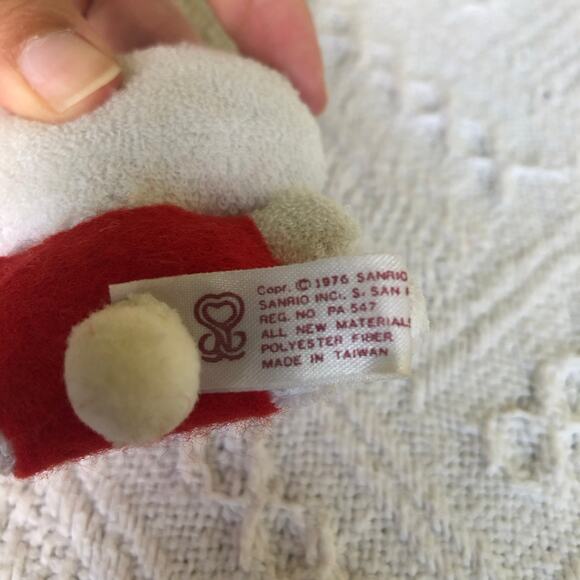 Copr. © 1976 SANRIO
SANRIO INC. S. SAN
REG. NO. PA 547
ALL NEW MATERIALS
POLYESTER FIBER
MADE IN TAIWAN